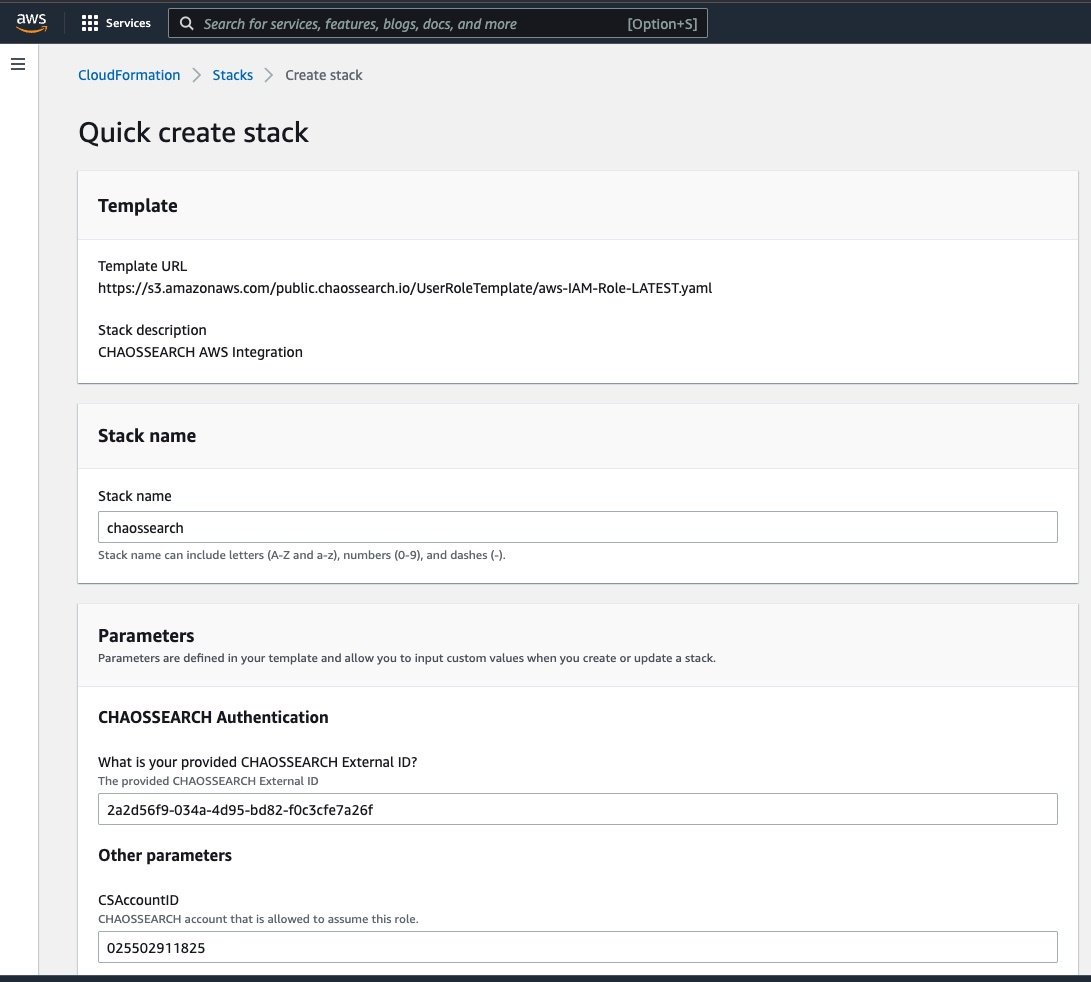 aws
Services
Search for services, features, blogs, docs, and more [Option+S]
CloudFormation > Stacks > Create stack
Quick create stack
Template
Template URL
https://s3.amazonaws.com/public.chaossearch.io/UserRoleTemplate/aws-IAM-Role-LATEST.yaml
Stack description
CHAOSSEARCH AWS Integration
Stack name
Stack name
chaossearch
Stack name can include letters (A-Z and a-z), numbers (0-9), and dashes (-).
Parameters
Parameters are defined in your template and allow you to input custom values when you create or update a stack.
CHAOSSEARCH Authentication
What is your provided CHAOSSEARCH External ID?
The provided CHAOSSEARCH External ID
2a2d56f9-034a-4d95-bd82-f0c3cfe7a26f
Other parameters
CSAccountID
CHAOSSEARCH account that is allowed to assume this role.
025502911825